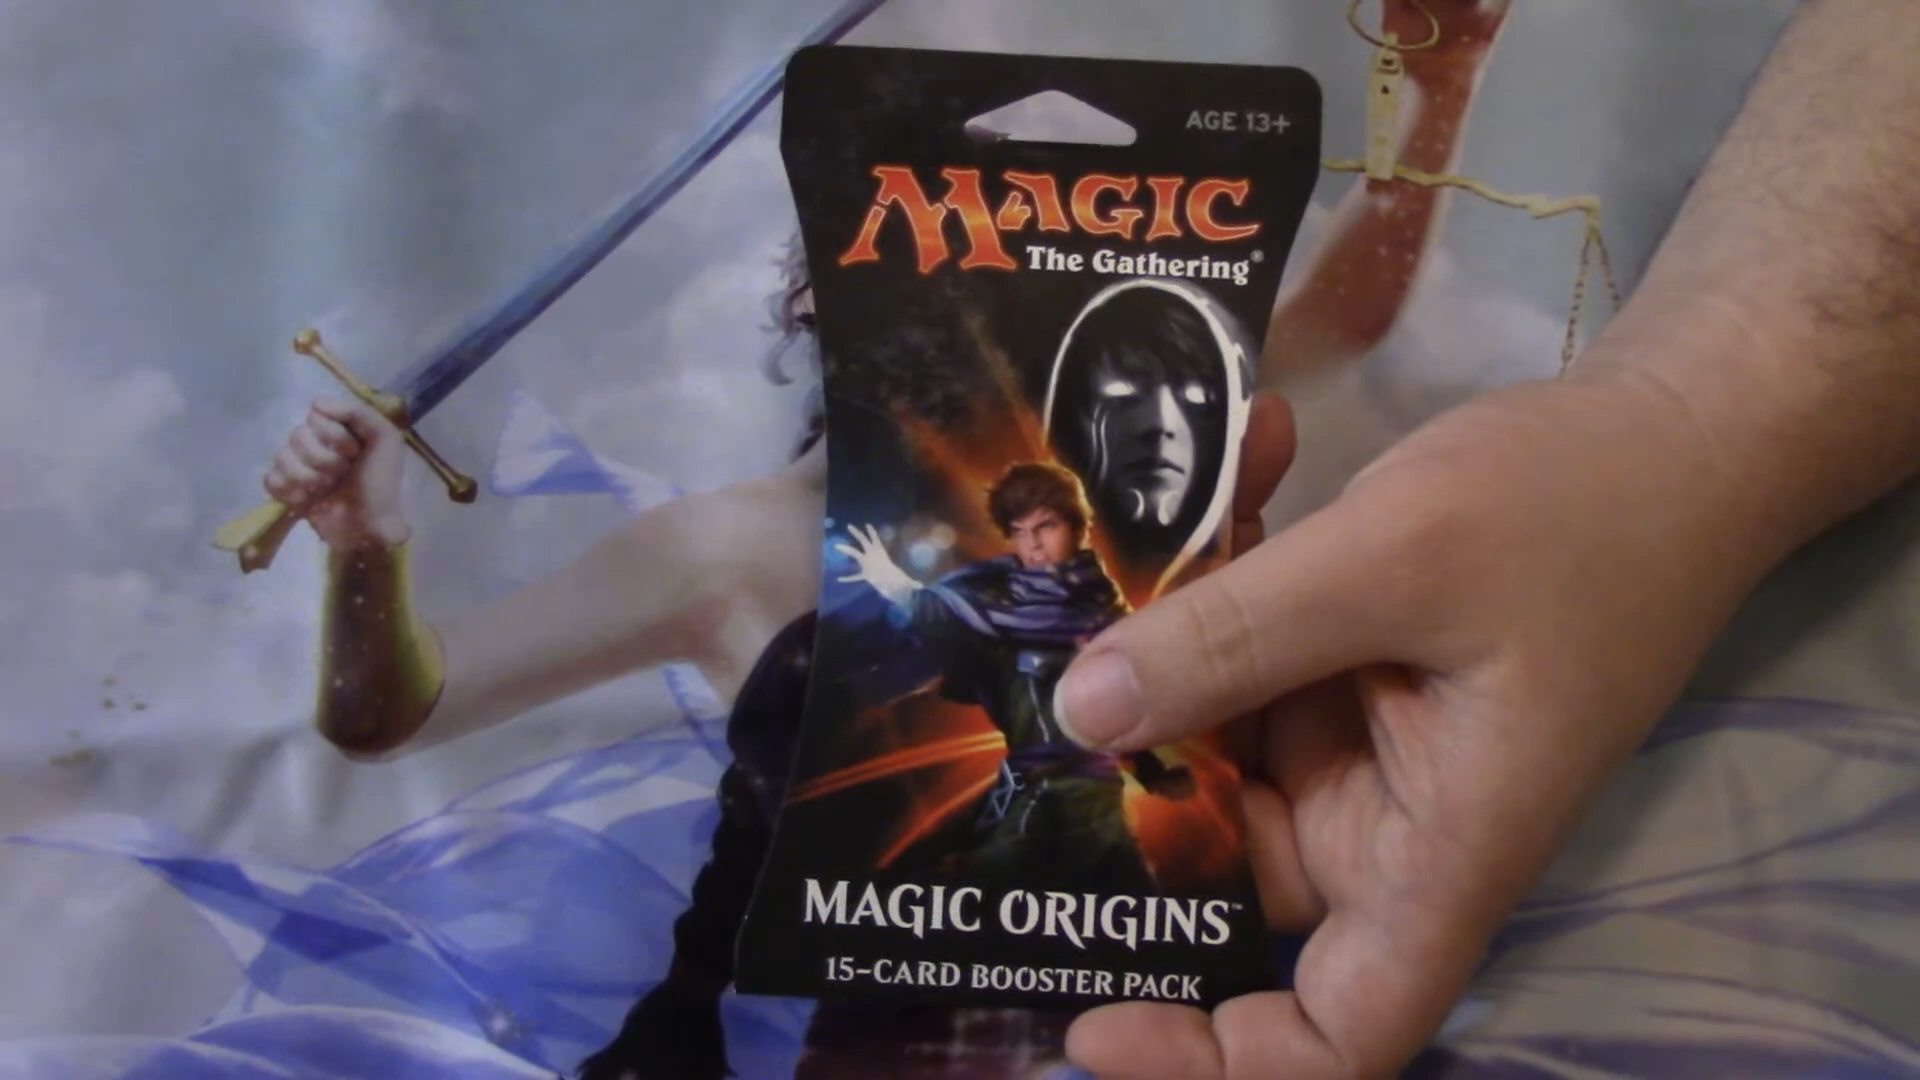 AGE 13+
MAGIC
The Gathering®
MAGIC ORIGINS™
15-CARD BOOSTER PACK